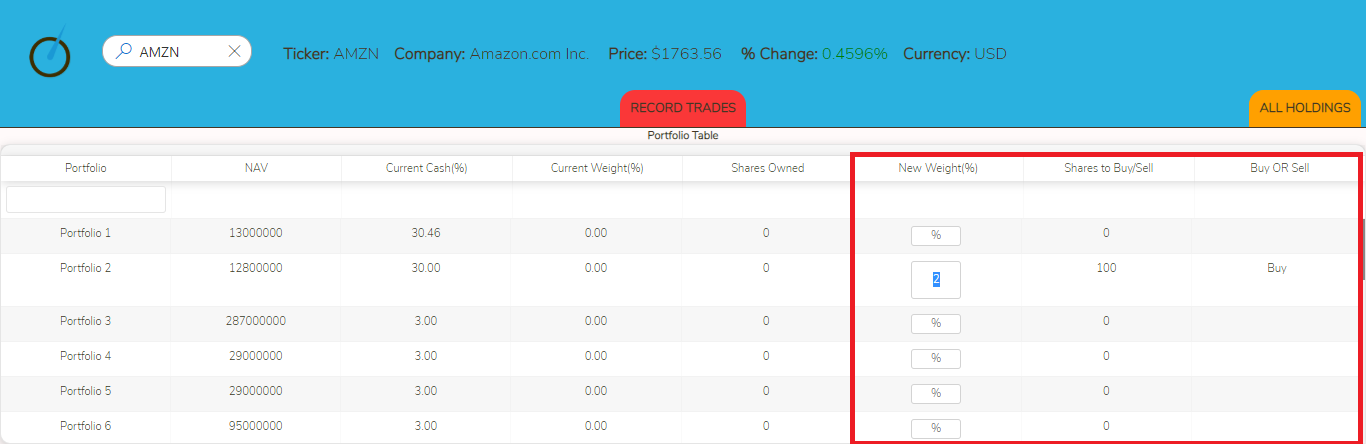 AMZN Ticker: AMZN Company: Amazon.com Inc. Price: $1763.56 % Change: 0.4596% Currency: USD
RECORD TRADES ALL HOLDINGS
Portfolio Table
Portfolio NAV Current Cash(%) Current Weight(%) Shares Owned New Weight(%) Shares to Buy/Sell Buy OR Sell
Portfolio 1 13000000 30.46 0.00 0 % 0
Portfolio 2 12800000 30.00 0.00 0 2 100 Buy
Portfolio 3 287000000 3.00 0.00 0 % 0
Portfolio 4 29000000 3.00 0.00 0 % 0
Portfolio 5 29000000 3.00 0.00 0 % 0
Portfolio 6 95000000 3.00 0.00 0 % 0